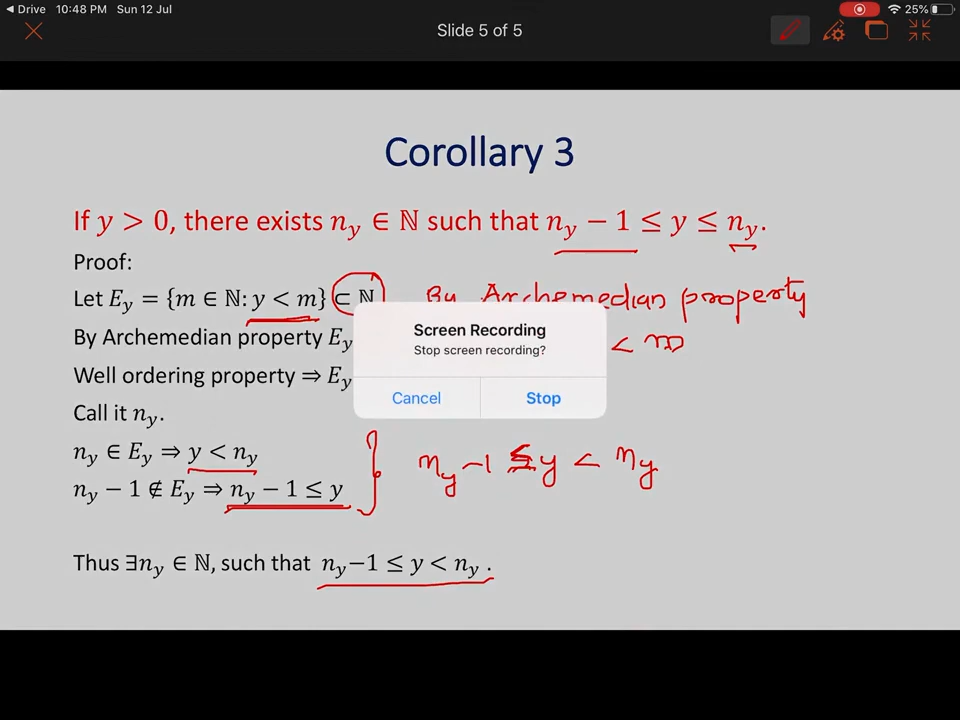 Drive 10:48 PM Sun 12 Jul 25%
Slide 5 of 5
Corollary 3
If y > 0, there exists n_y ∈ ℕ such that n_y − 1 ≤ y ≤ n_y.
Proof:
Let E_y = {m ∈ ℕ: y < m} ⊂ ℕ By Archemedian property
By Archemedian property E_y < m
Well ordering property ⇒ E_y
Screen Recording
Stop screen recording?
Cancel Stop
Call it n_y.
n_y ∈ E_y ⇒ y < n_y
n_y − 1 ≤ y < n_y
n_y − 1 ∉ E_y ⇒ n_y − 1 ≤ y
Thus ∃n_y ∈ ℕ, such that n_y−1 ≤ y < n_y .